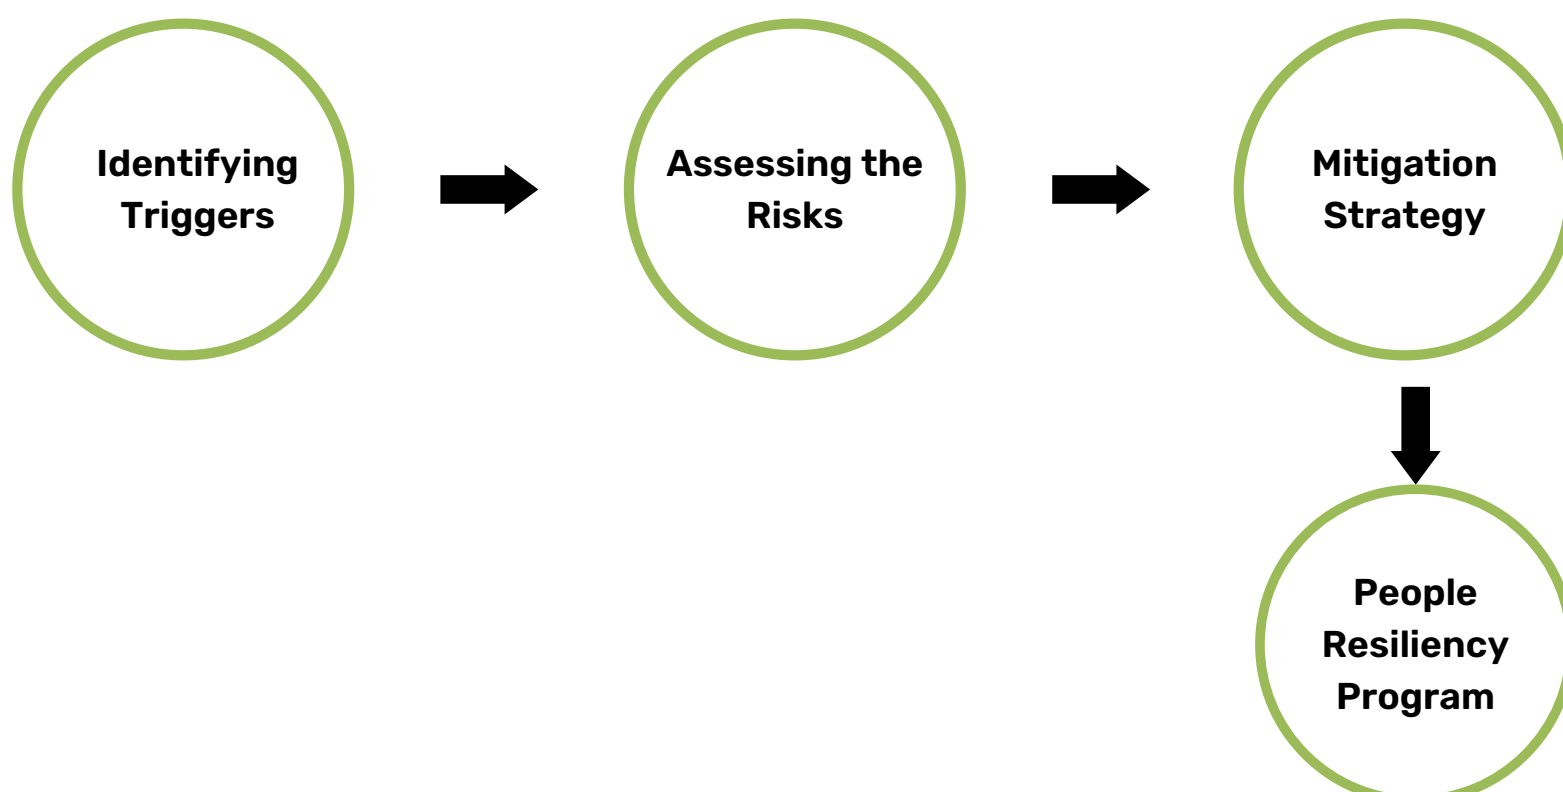 Identifying
Triggers
Assessing the
Risks
Mitigation
Strategy
People
Resiliency
Program